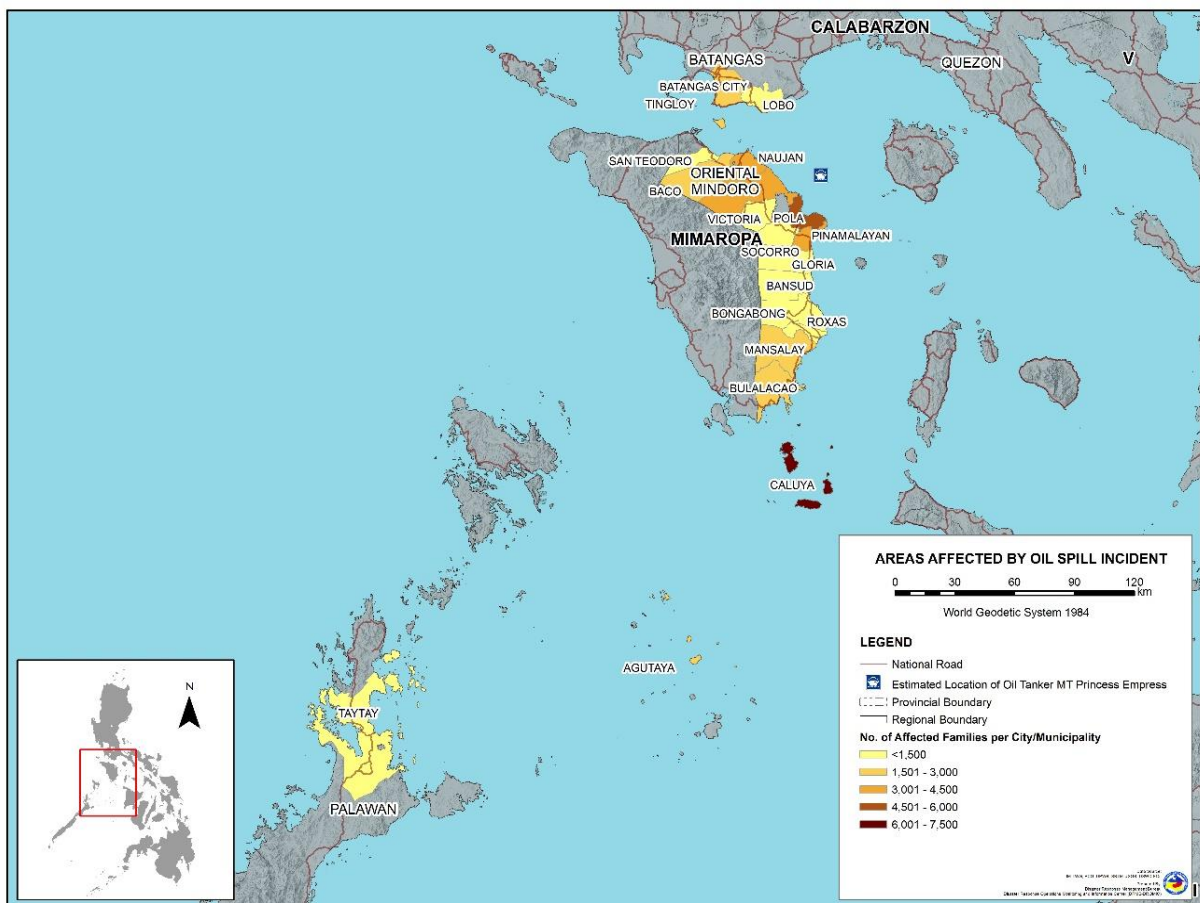 CALABARZON
BATANGAS
QUEZON
V
BATANGAS CITY
TINGLOY
LOBO
SAN TEODORO
NAUJAN
ORIENTAL
MINDORO
BACO
VICTORIA
POLA
MIMAROPA
PINAMALAYAN
SOCORRO
GLORIA
BANSUD
BONGABONG
ROXAS
MANSALAY
BULALACAO
CALUYA
AGUTAYA
TAYTAY
PALAWAN
N
AREAS AFFECTED BY OIL SPILL INCIDENT
0 30 60 90 120
km
World Geodetic System 1984
LEGEND
National Road
Estimated Location of Oil Tanker MT Princess Empress
Provincial Boundary
Regional Boundary
No. of Affected Families per City/Municipality
<1,500
1,501 - 3,000
3,001 - 4,500
4,501 - 6,000
6,001 - 7,500